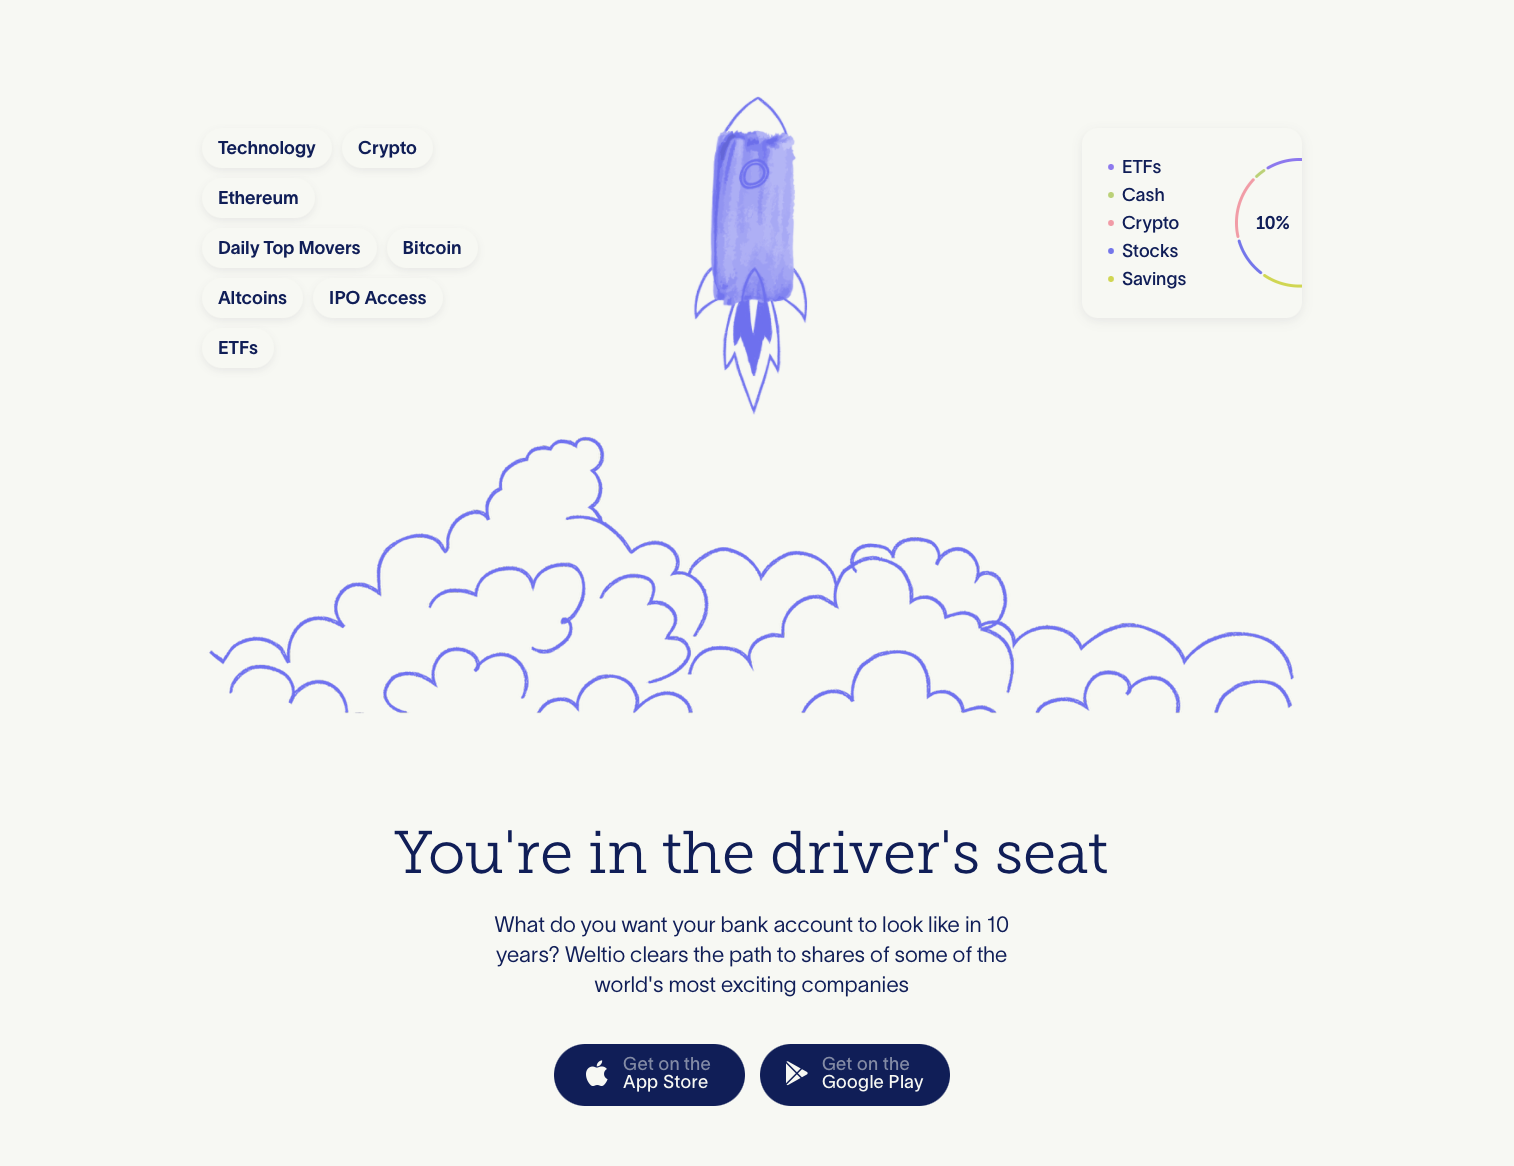 Technology
Crypto
Ethereum
Daily Top Movers
Bitcoin
Altcoins
IPO Access
ETFs
ETFs
Cash
Crypto
Stocks
Savings
10%
You're in the driver's seat
What do you want your bank account to look like in 10
years? Weltio clears the path to shares of some of the
world's most exciting companies
Get on the
App Store
Get on the
Google Play